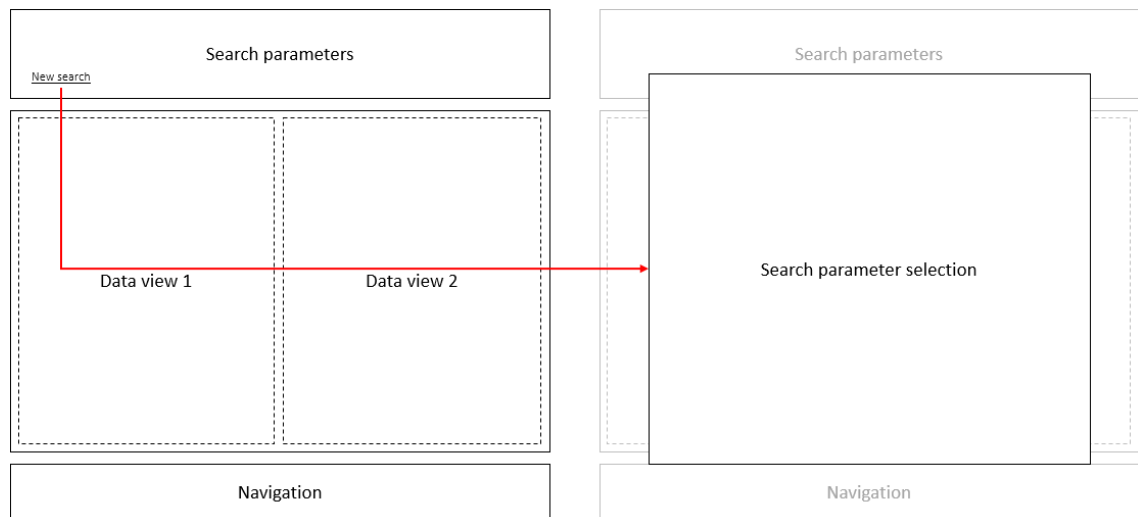 Search parameters
New search
Data view 1
Data view 2
Navigation
Search parameters
Search parameter selection
Navigation